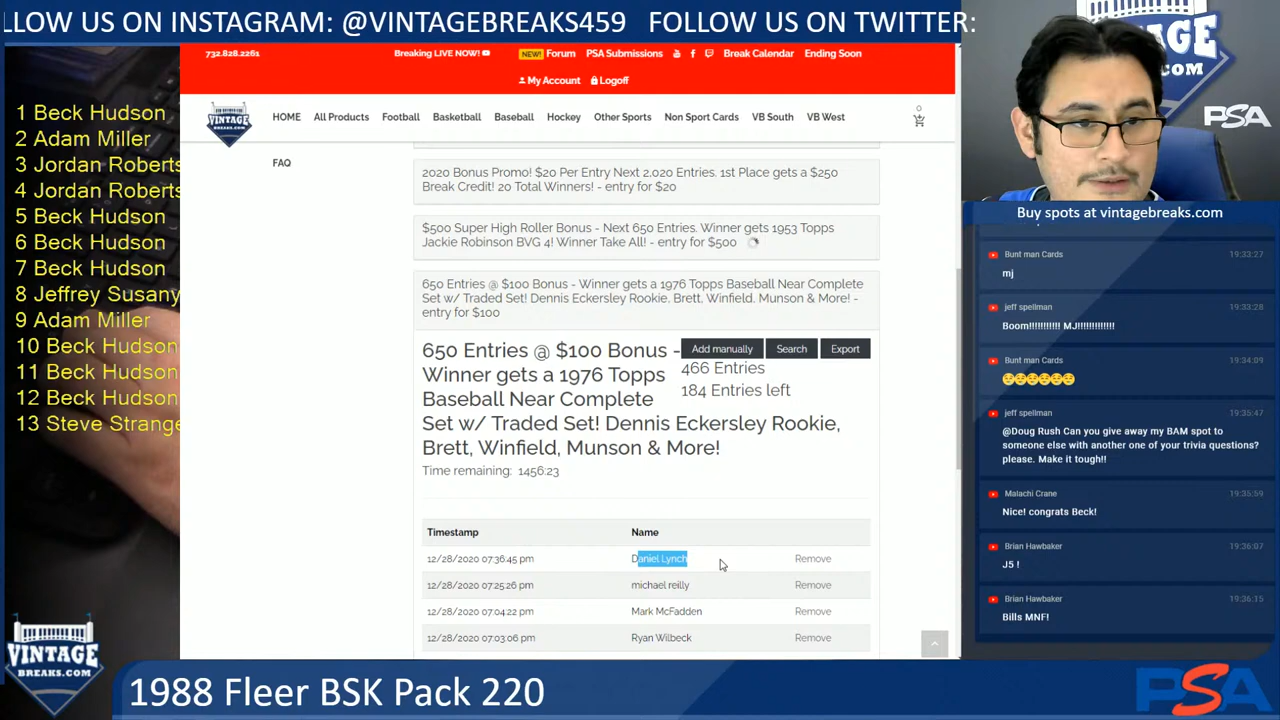 LLOW US ON INSTAGRAM: @VINTAGEBREAKS459 FOLLOW US ON TWITTER:
VINTAGE
.COM
PSA
1 Beck Hudson
2 Adam Miller
3 Jordan Roberts
4 Jordan Roberts
5 Beck Hudson
6 Beck Hudson
7 Beck Hudson
8 Jeffrey Susany
9 Adam Miller
10 Beck Hudson
11 Beck Hudson
12 Beck Hudson
13 Steve Strange
732.828.2261
Breaking LIVE NOW!
NEW! Forum
PSA Submissions
Break Calendar
Ending Soon
My Account
Logoff
VINTAGE
HOME
All Products
Football
Basketball
Baseball
Hockey
Other Sports
Non Sport Cards
VB South
VB West
0
FAQ
2020 Bonus Promo! $20 Per Entry Next 2,020 Entries. 1st Place gets a $250
Break Credit! 20 Total Winners! - entry for $20
$500 Super High Roller Bonus - Next 650 Entries. Winner gets 1953 Topps
Jackie Robinson BVG 4! Winner Take All! - entry for $500
650 Entries @ $100 Bonus - Winner gets a 1976 Topps Baseball Near Complete
Set w/ Traded Set! Dennis Eckersley Rookie, Brett, Winfield, Munson & More! -
entry for $100
650 Entries @ $100 Bonus -
Winner gets a 1976 Topps
Baseball Near Complete
Set w/ Traded Set! Dennis Eckersley Rookie,
Brett, Winfield, Munson & More!
Add manually
Search
Export
466 Entries
184 Entries left
Time remaining: 1456:23
Timestamp Name
12/28/2020 07:36:45 pm Daniel Lynch Remove
12/28/2020 07:25:26 pm michael reilly Remove
12/28/2020 07:04:22 pm Mark McFadden Remove
12/28/2020 07:03:06 pm Ryan Wilbeck Remove
Buy spots at vintagebreaks.com
Bunt man Cards 19:33:27
mj
jeff spellman 19:33:28
Boom!!!!!!!!!!! MJ!!!!!!!!!!!!!
Bunt man Cards 19:34:09
jeff spellman 19:35:47
@Doug Rush Can you give away my BAM spot to
someone else with another one of your trivia questions?
please. Make it tough!!
Malachi Crane 19:35:59
Nice! congrats Beck!
Brian Hawbaker 19:36:07
J5 !
Brian Hawbaker 19:36:15
Bills MNF!
VINTAGE
BREAKS.COM
1988 Fleer BSK Pack 220
PSA